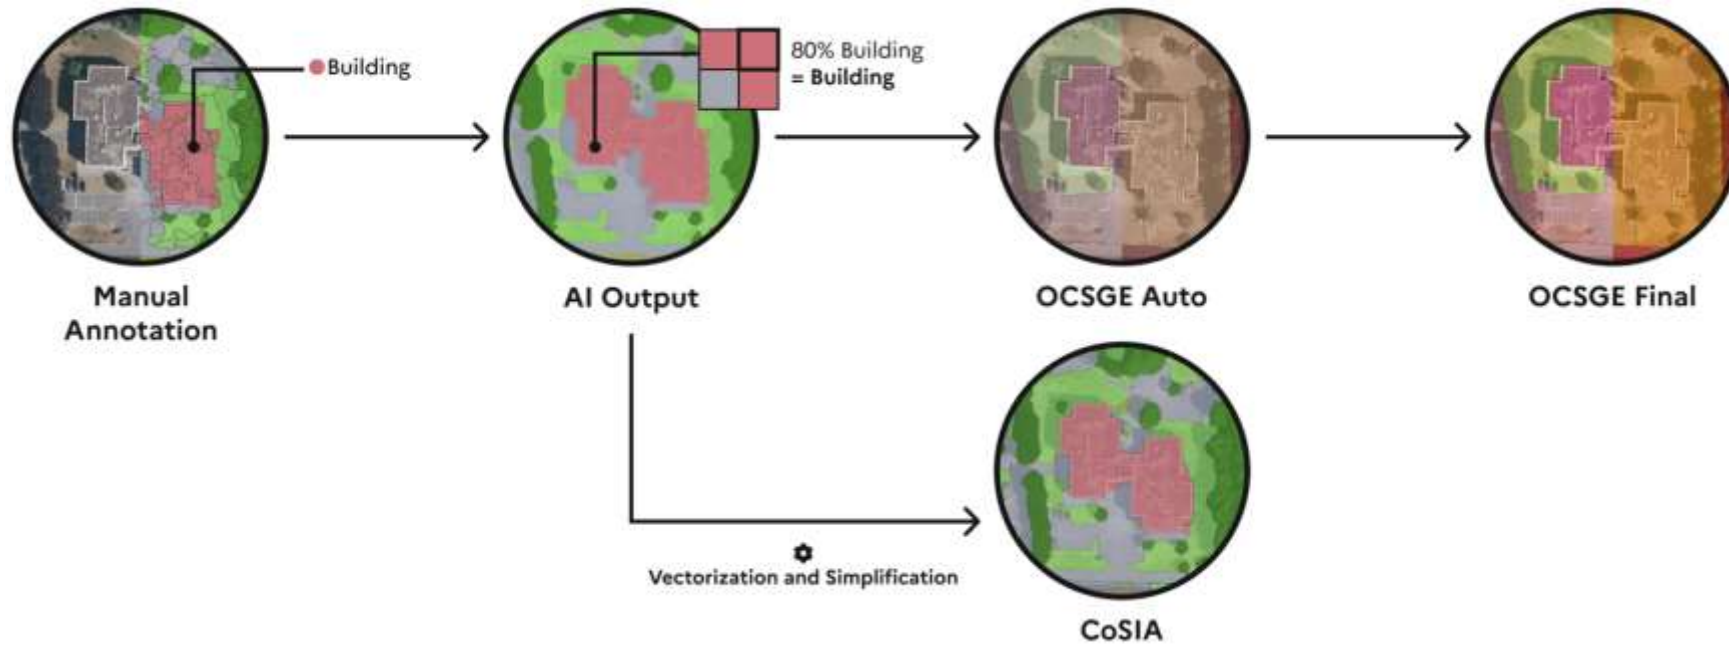 Building
80% Building
= Building
Manual
Annotation
AI Output
OCSGE Auto
OCSGE Final
Vectorization and Simplification
CoSIA